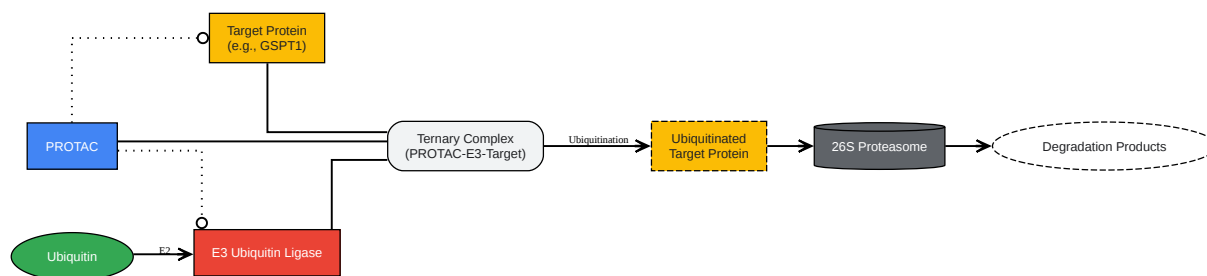 Target Protein
(e.g., GSPT1)
PROTAC
Ternary Complex
(PROTAC-E3-Target)
Ubiquitination
Ubiquitinated
Target Protein
26S Proteasome
Degradation Products
Ubiquitin
E2
E3 Ubiquitin Ligase